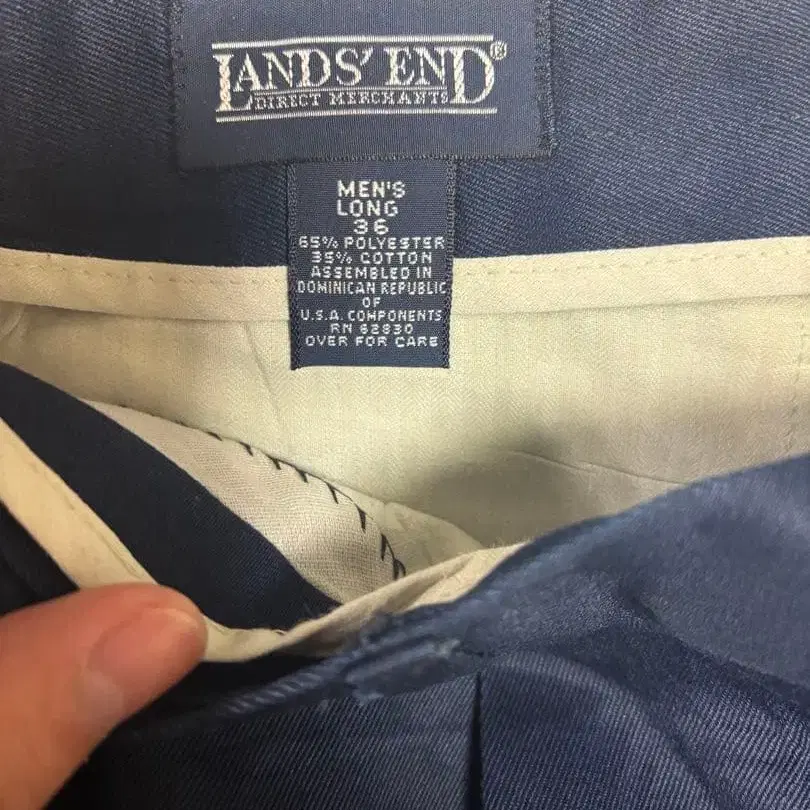 LANDS' END®
DIRECT MERCHANTS
MEN'S
LONG
36
65% POLYESTER
35% COTTON
ASSEMBLED IN
DOMINICAN REPUBLIC
OF
U.S.A. COMPONENTS
RN 62830
OVER FOR CARE